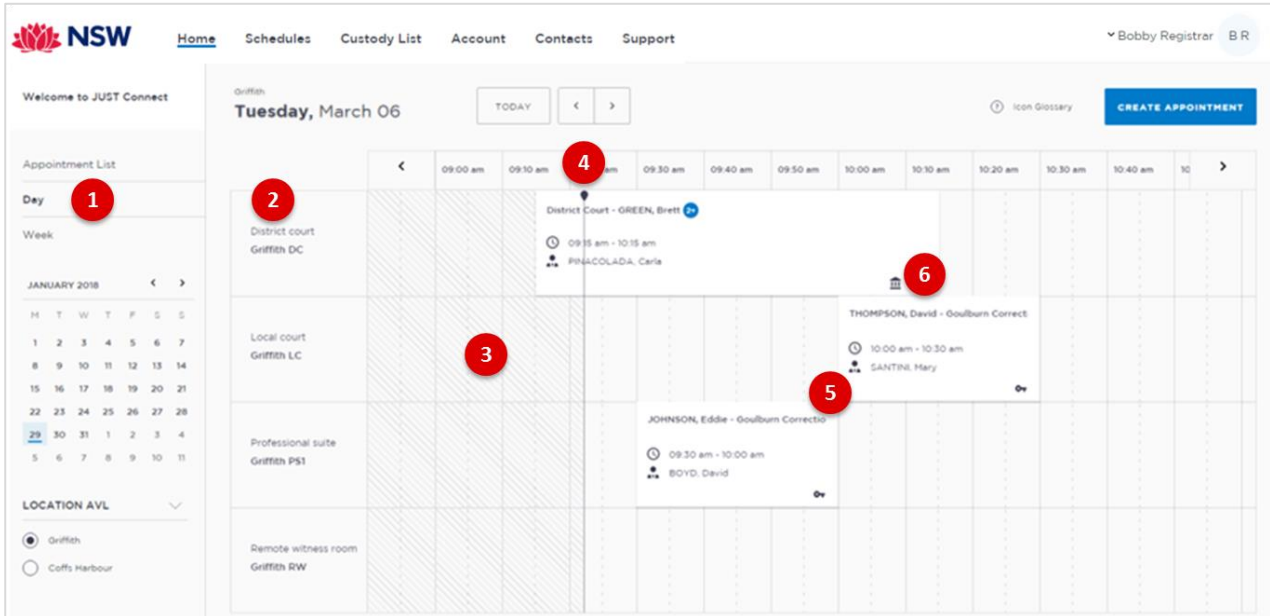 NSW
Home Schedules Custody List Account Contacts Support
Bobby Registrar B R
Welcome to JUST Connect
Griffith
Tuesday, March 06
TODAY
Icon Glossary
CREATE APPOINTMENT
Appointment List
Day
Week
1
2
3
4
5
6
09:00 am 09:10 am am 09:30 am 09:40 am 09:50 am 10:00 am 10:10 am 10:20 am 10:30 am 10:40 am 10
District court
Griffith DC
District Court - GREEN, Brett 2+
09:15 am - 10:15 am
PINACOLADA, Carla
JANUARY 2018
M T W T F S S
1 2 3 4 5 6 7
8 9 10 11 12 13 14
15 16 17 18 19 20 21
22 23 24 25 26 27 28
29 30 31 1 2 3 4
5 6 7 8 9 10 11
Local court
Griffith LC
THOMPSON, David - Goulburn Correct
10:00 am - 10:30 am
SANTINI, Mary
Professional suite
Griffith PS1
JOHNSON, Eddie - Goulburn Correctio
09:30 am - 10:00 am
BOYD, David
LOCATION AVL
Griffith
Coffs Harbour
Remote witness room
Griffith RW